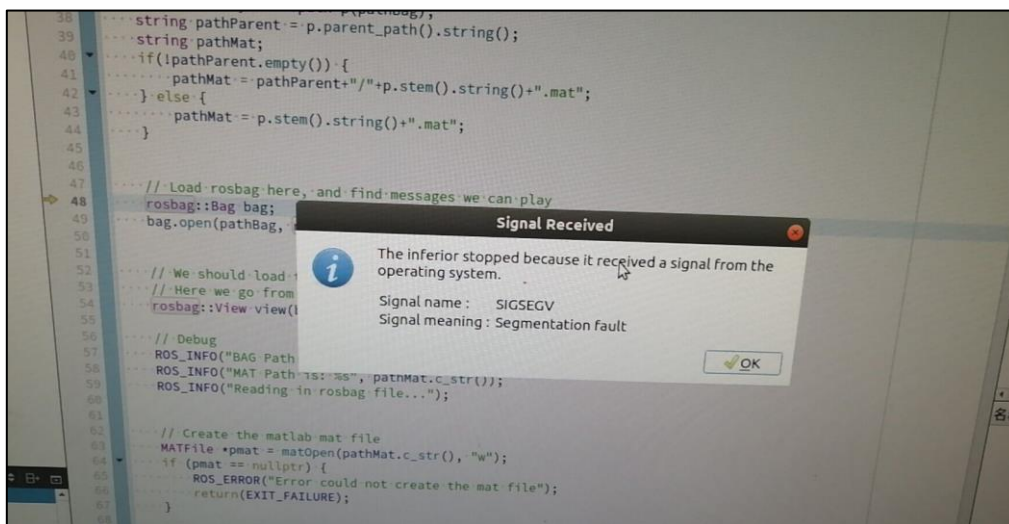 38
39 string pathParent = p.parent_path().string();
40 string pathMat;
41 if(!pathParent.empty()) {
42 pathMat = pathParent+"/"+p.stem().string()+".mat";
43 } else {
44 pathMat = p.stem().string()+".mat";
45 }
46
47 // Load rosbag here, and find messages we can play
48 rosbag::Bag bag;
49 bag.open(pathBag,
50
51
52 // We should load
53 // Here we go from
54 rosbag::View view(
55
56 // Debug
57 ROS_INFO("BAG Path
58 ROS_INFO("MAT Path is: %s", pathMat.c_str());
59 ROS_INFO("Reading in rosbag file...");
60
61
62 // Create the matlab mat file
63 MATFile *pmat = matOpen(pathMat.c_str(), "w");
64 if (pmat == nullptr) {
65 ROS_ERROR("Error could not create the mat file");
66 return(EXIT_FAILURE);
67 }
68
Signal Received
The inferior stopped because it received a signal from the
operating system.
Signal name : SIGSEGV
Signal meaning : Segmentation fault
OK
名